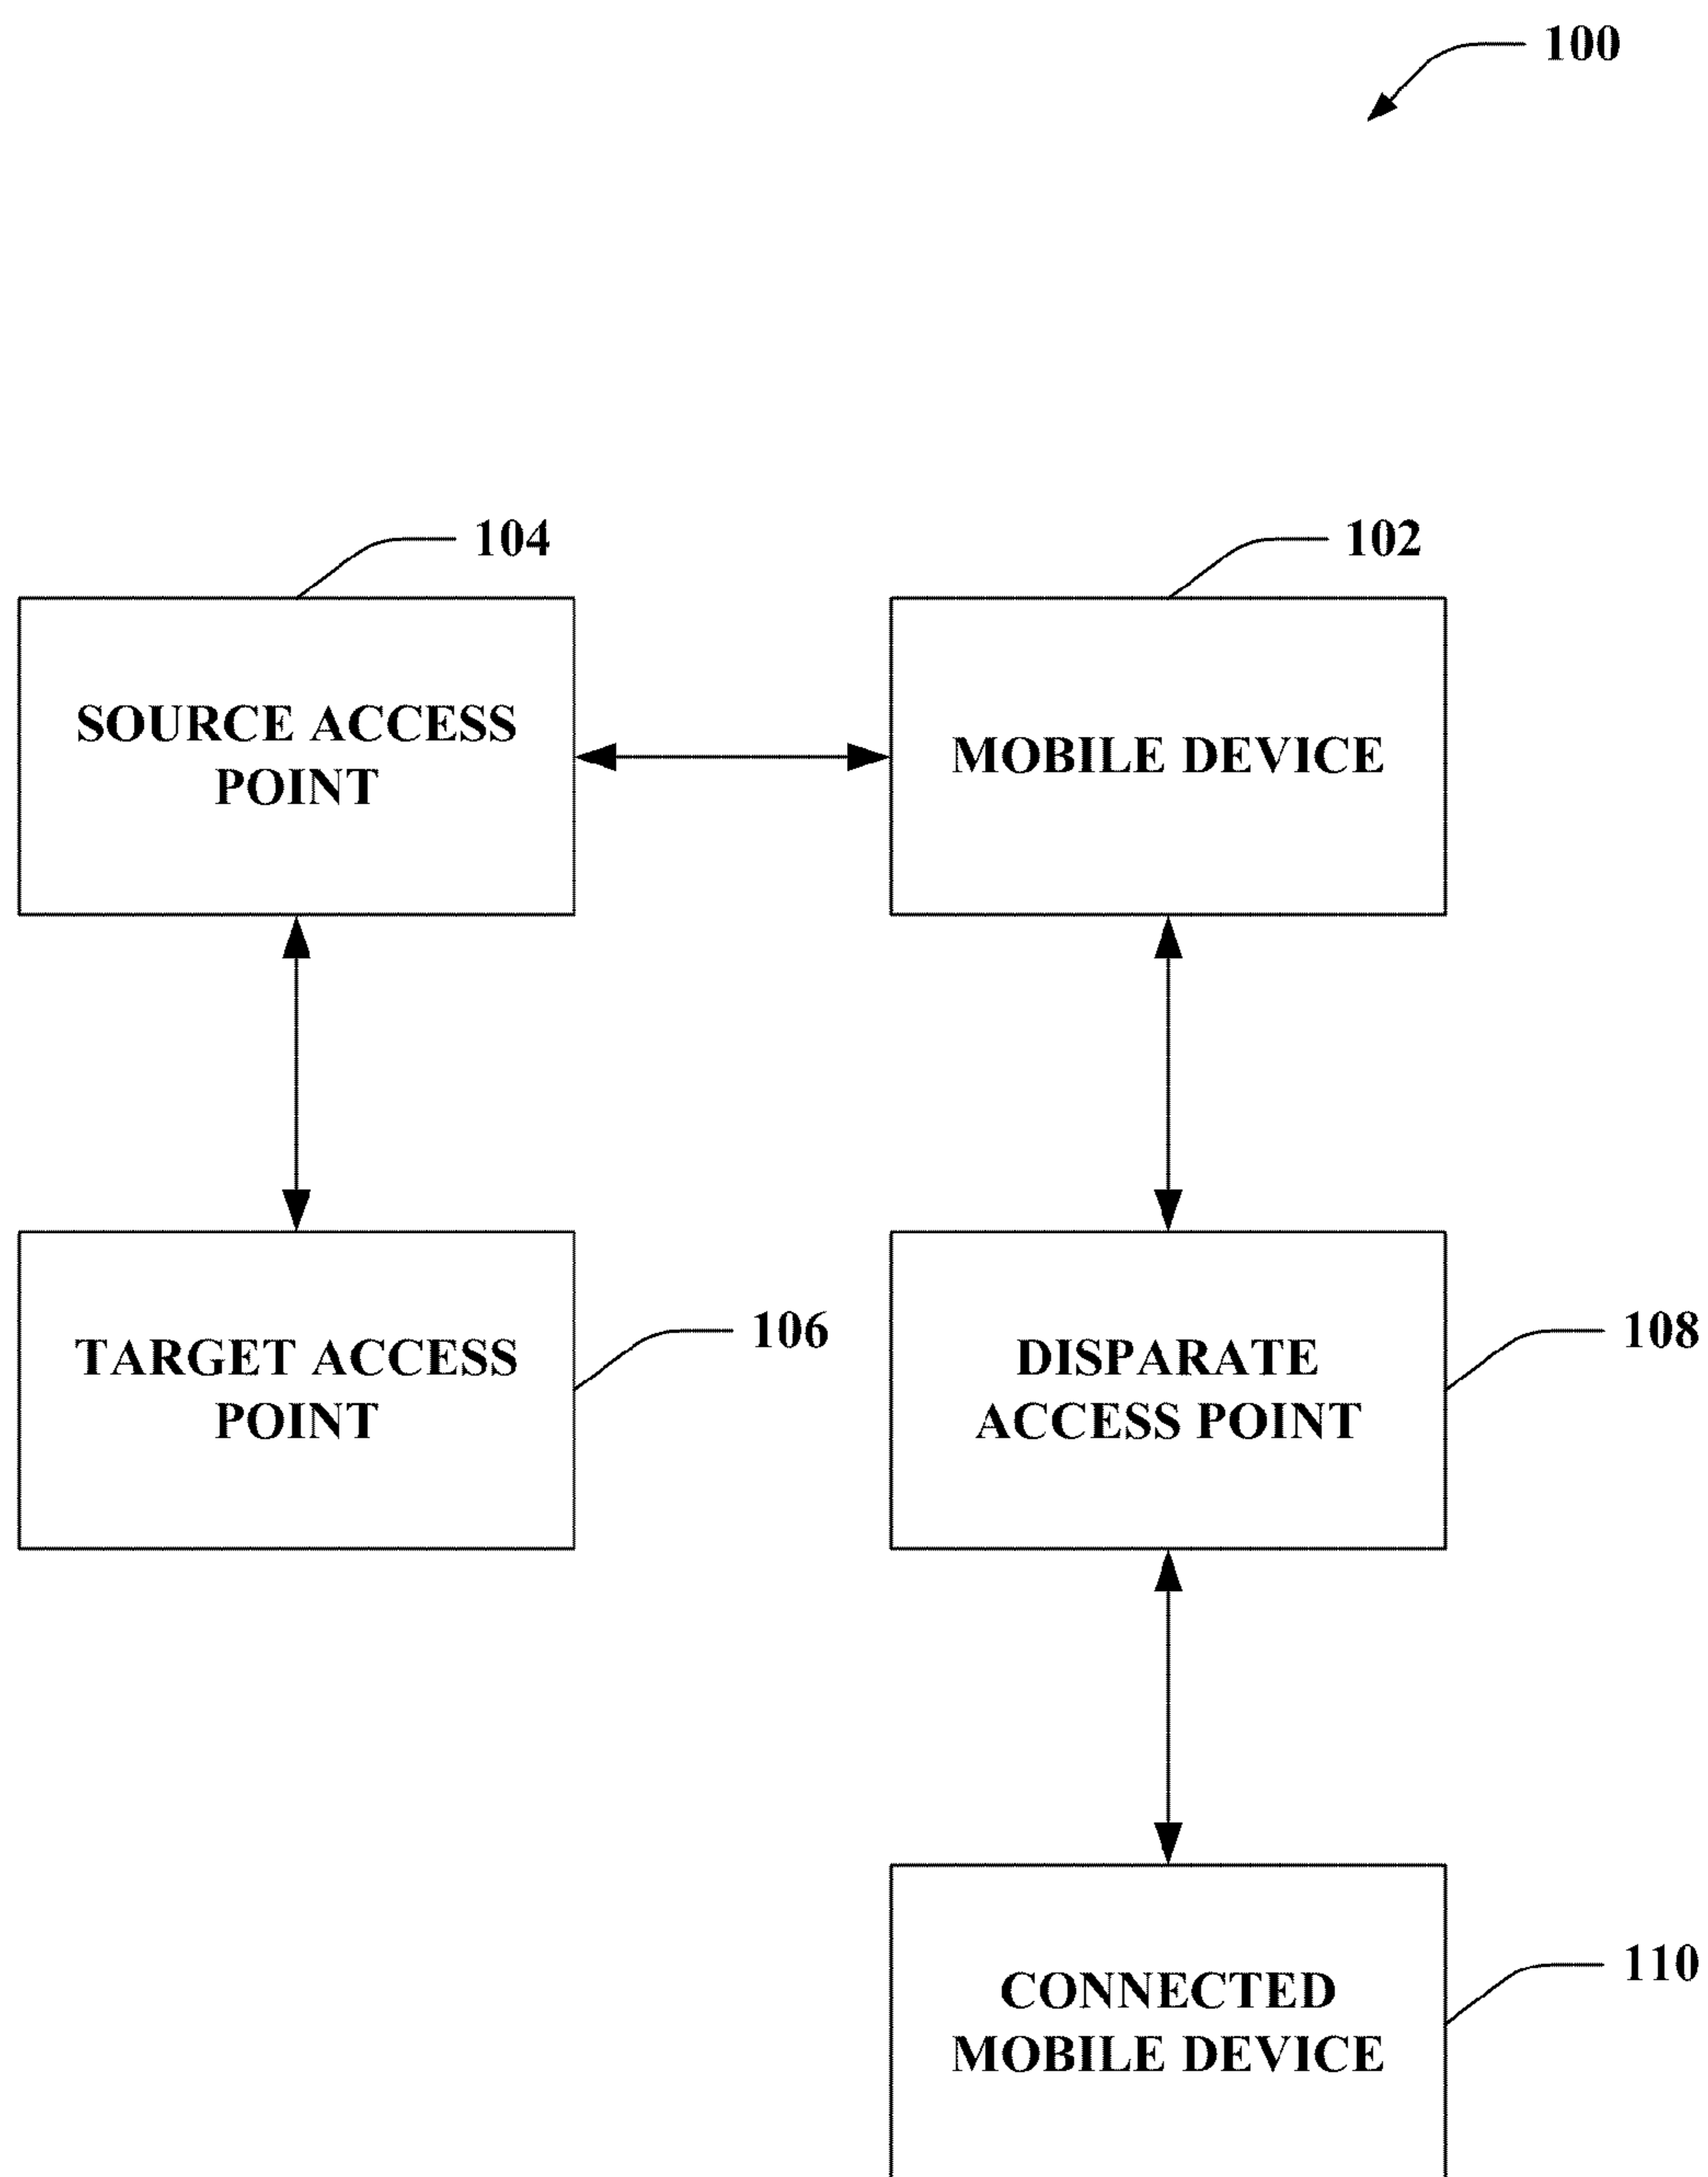 100
104
102
SOURCE ACCESS
POINT
MOBILE DEVICE
TARGET ACCESS
POINT
106
DISPARATE
ACCESS POINT
108
CONNECTED
MOBILE DEVICE
110